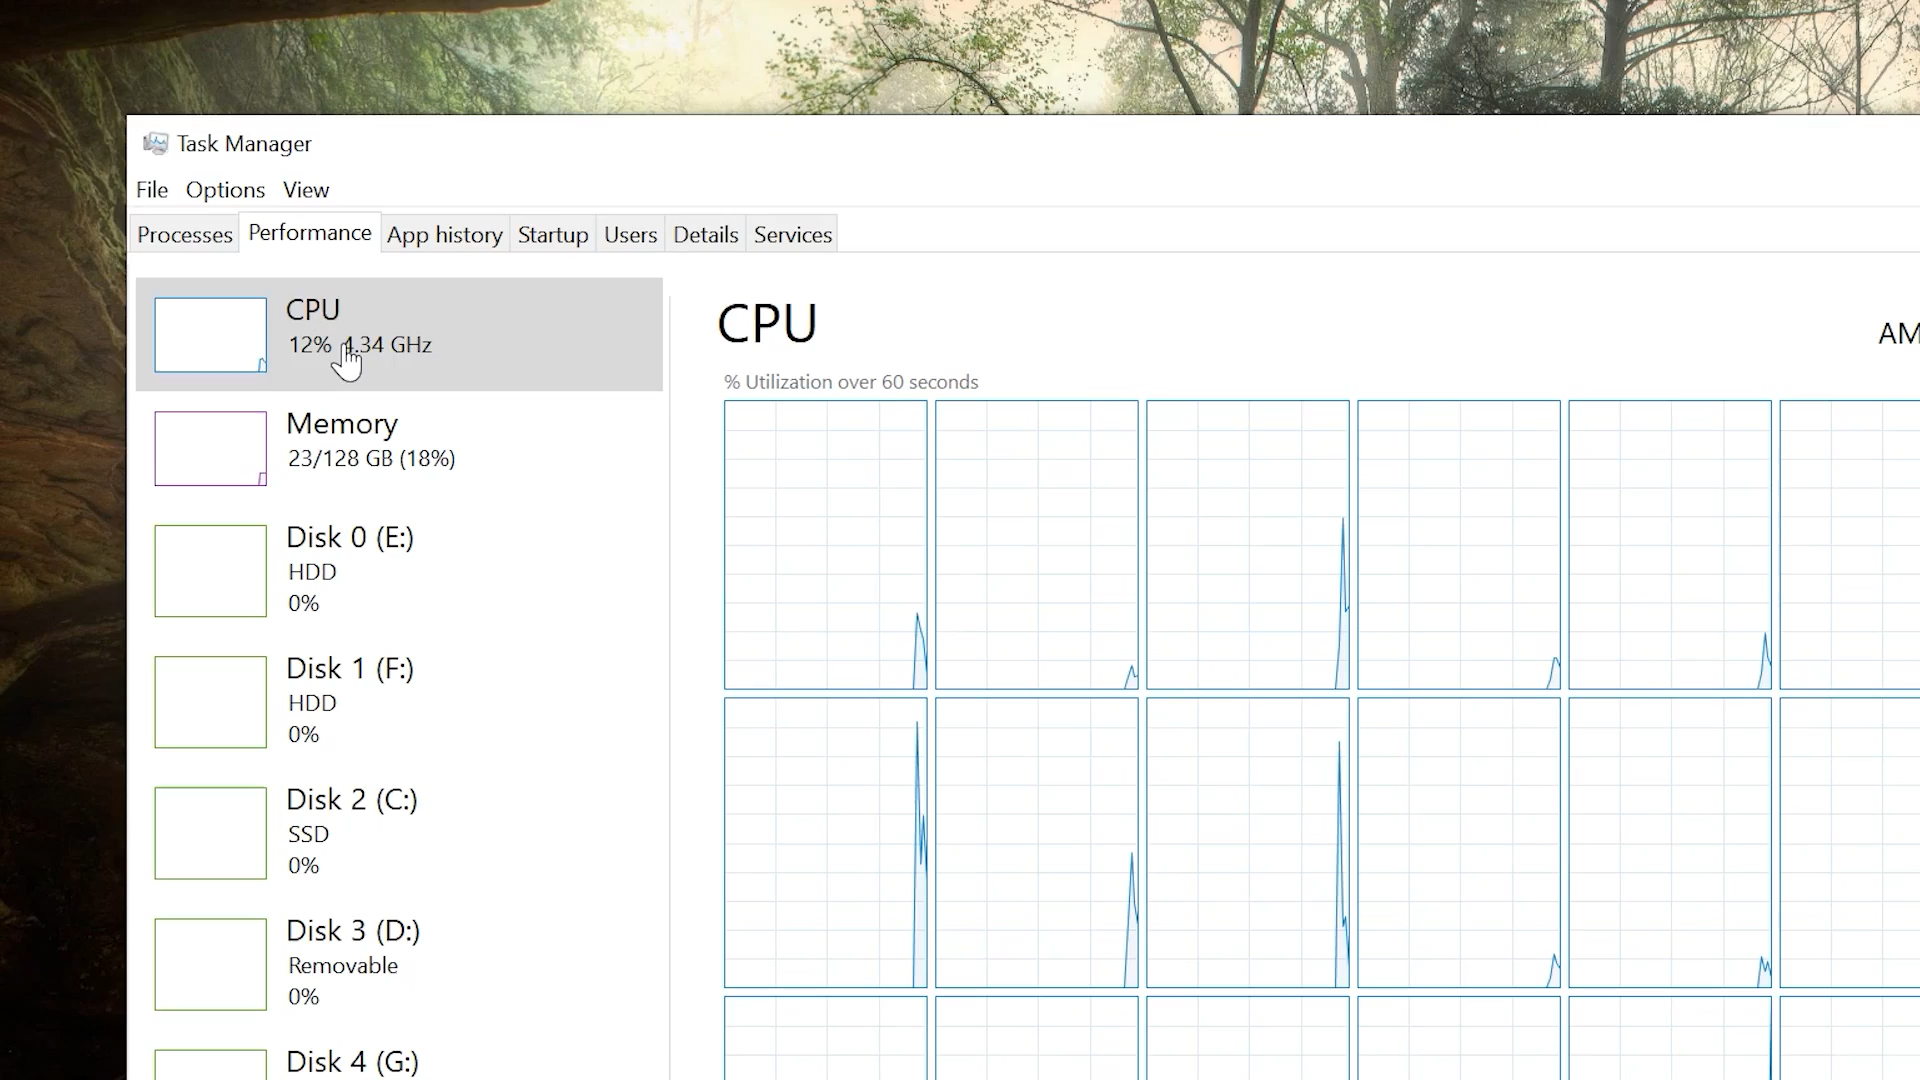 Task Manager
File Options View
Processes Performance App history Startup Users Details Services
CPU
12% 4.34 GHz
Memory
23/128 GB (18%)
Disk 0 (E:)
HDD
0%
Disk 1 (F:)
HDD
0%
Disk 2 (C:)
SSD
0%
Disk 3 (D:)
Removable
0%
Disk 4 (G:)
CPU
AM
% Utilization over 60 seconds